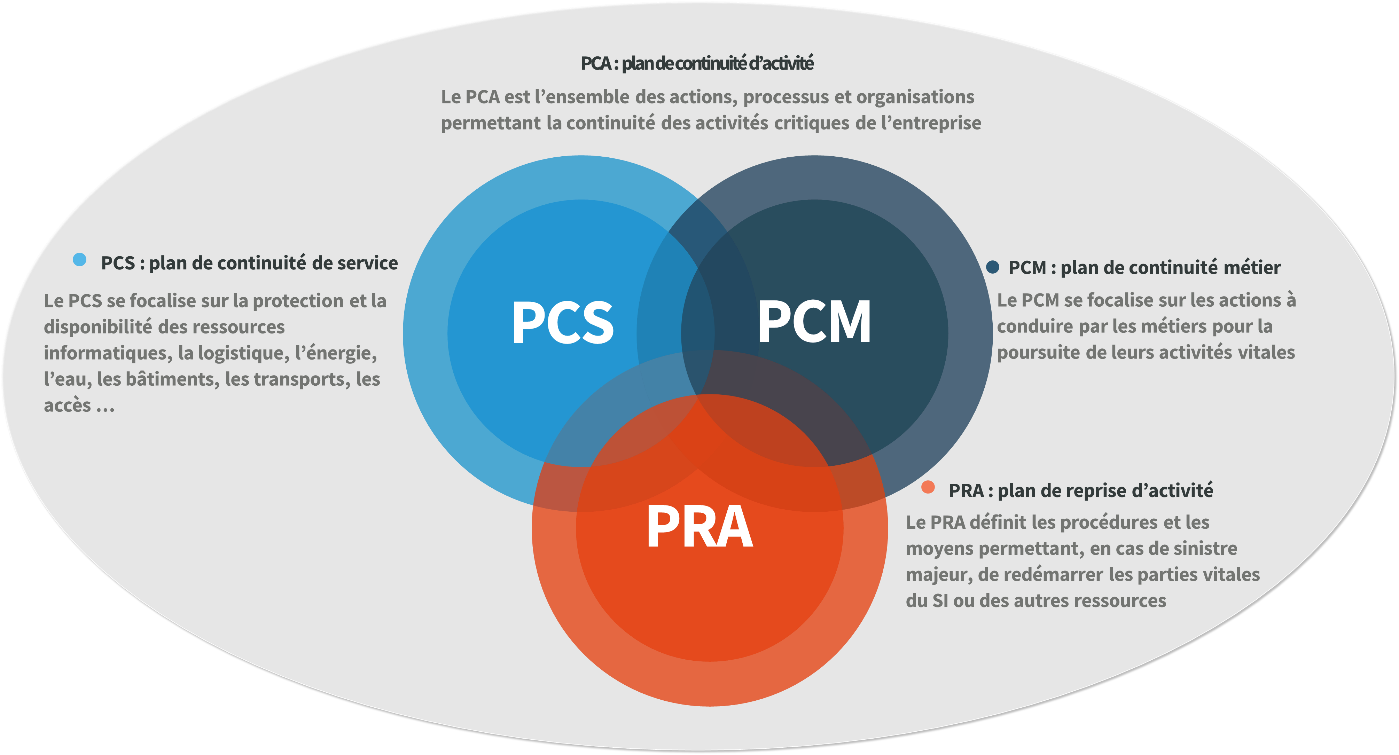 PCA : plan de continuité d'activité
Le PCA est l'ensemble des actions, processus et organisations
permettant la continuité des activités critiques de l'entreprise
PCS : plan de continuité de service
Le PCS se focalise sur la protection et la
disponibilité des ressources
informatiques, la logistique, l'énergie,
l'eau, les bâtiments, les transports, les
accès ...
PCS
PCM
PCM : plan de continuité métier
Le PCM se focalise sur les actions à
conduire par les métiers pour la
poursuite de leurs activités vitales
PRA
PRA : plan de reprise d'activité
Le PRA définit les procédures et les
moyens permettant, en cas de sinistre
majeur, de redémarrer les parties vitales
du SI ou des autres ressources